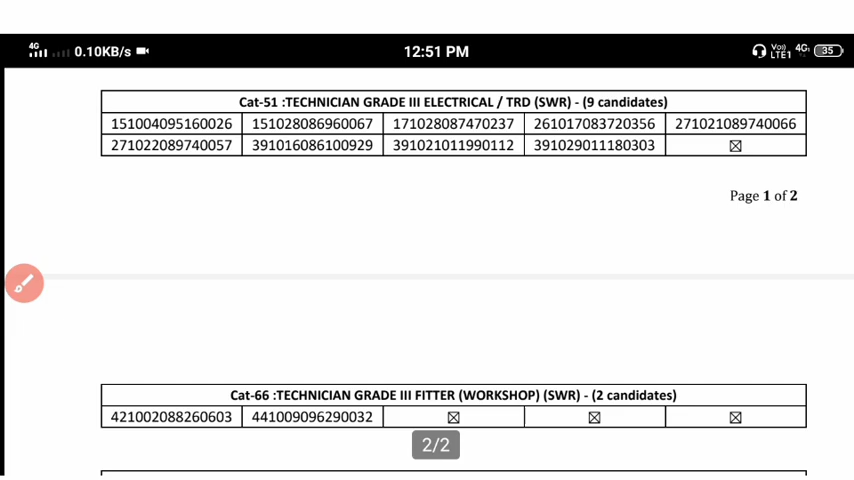 4G 0.10KB/s 12:51 PM Vo)) LTE1 4G 35
Cat-51 :TECHNICIAN GRADE III ELECTRICAL / TRD (SWR) - (9 candidates)
151004095160026 151028086960067 171028087470237 261017083720356 271021089740066
271022089740057 391016086100929 391021011990112 391029011180303 ☒
Page 1 of 2
Cat-66 :TECHNICIAN GRADE III FITTER (WORKSHOP) (SWR) - (2 candidates)
421002088260603 441009096290032 ☒ ☒ ☒
2/2